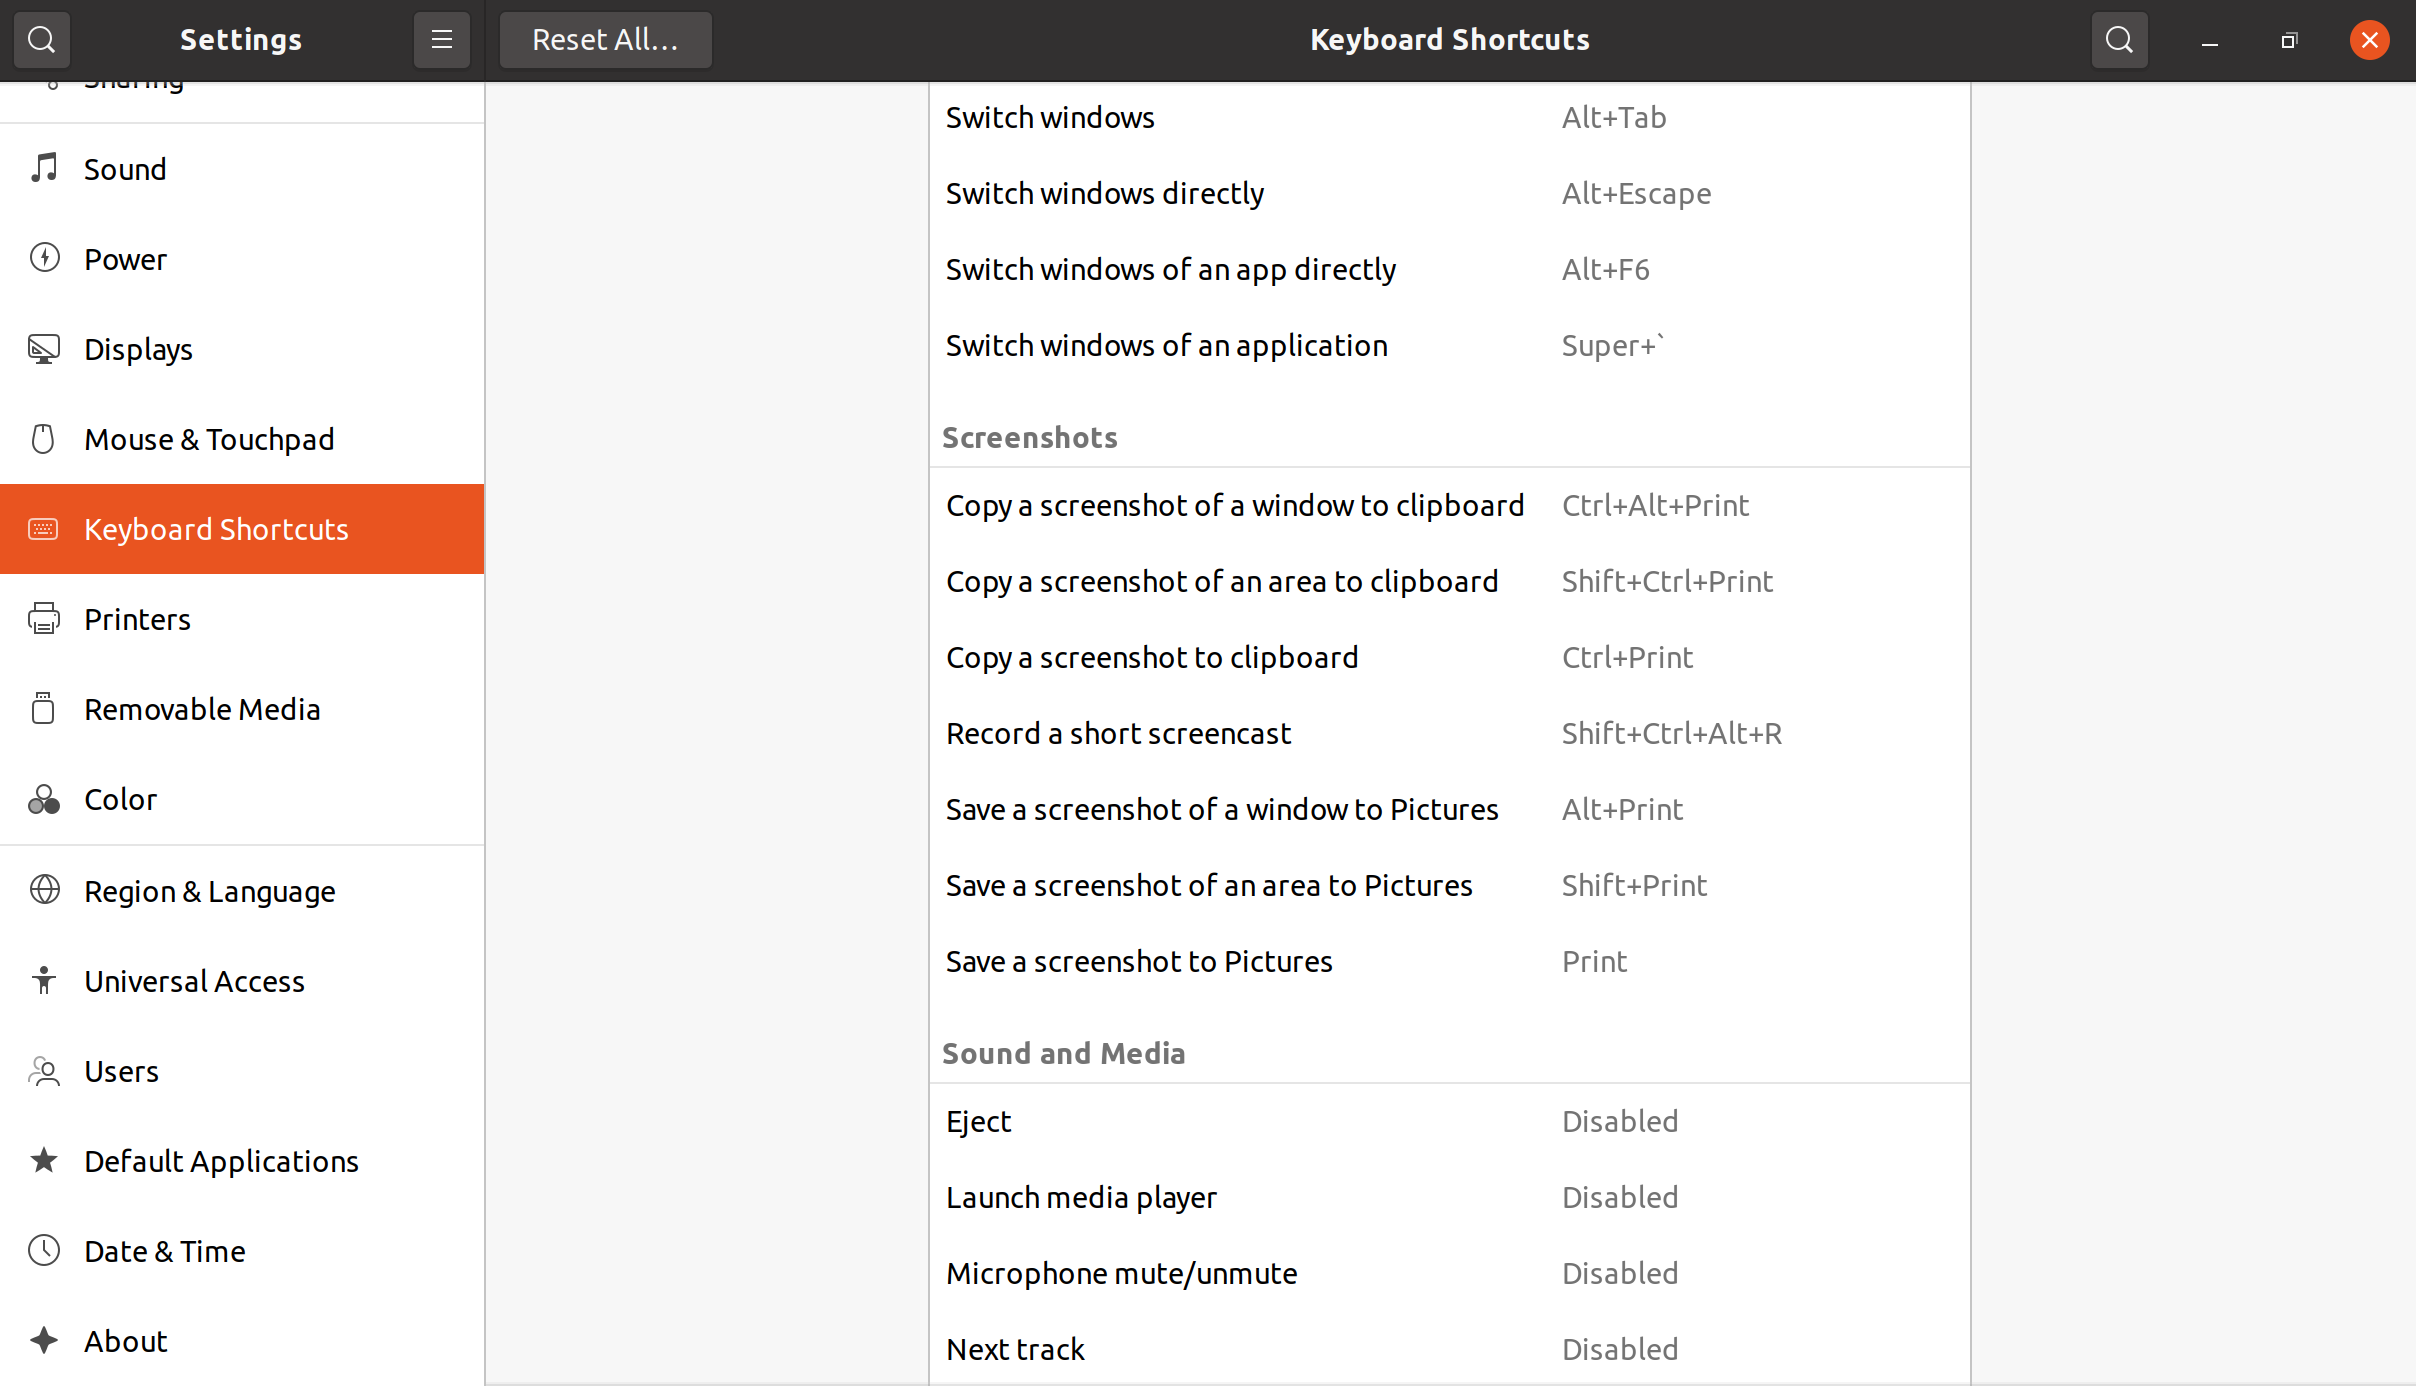 Settings
Reset All...
Keyboard Shortcuts
Sharing
Sound
Power
Displays
Mouse & Touchpad
Keyboard Shortcuts
Printers
Removable Media
Color
Region & Language
Universal Access
Users
Default Applications
Date & Time
About
Switch windows Alt+Tab
Switch windows directly Alt+Escape
Switch windows of an app directly Alt+F6
Switch windows of an application Super+`
Screenshots
Copy a screenshot of a window to clipboard Ctrl+Alt+Print
Copy a screenshot of an area to clipboard Shift+Ctrl+Print
Copy a screenshot to clipboard Ctrl+Print
Record a short screencast Shift+Ctrl+Alt+R
Save a screenshot of a window to Pictures Alt+Print
Save a screenshot of an area to Pictures Shift+Print
Save a screenshot to Pictures Print
Sound and Media
Eject Disabled
Launch media player Disabled
Microphone mute/unmute Disabled
Next track Disabled